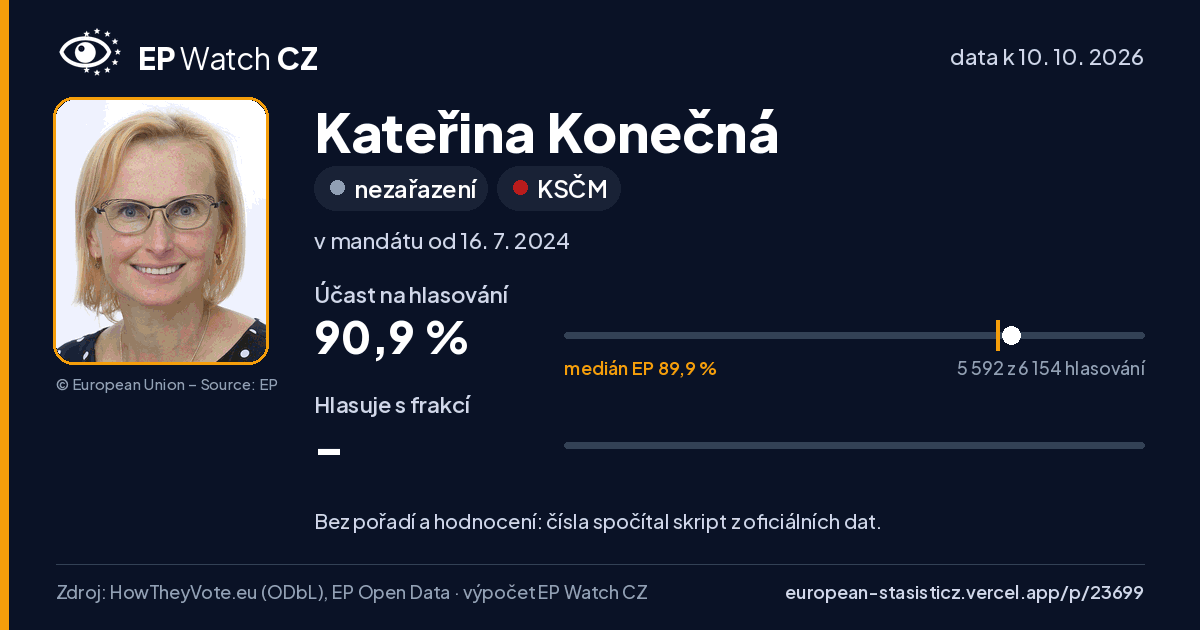 EP Watch CZ
data k 10. 10. 2026
Kateřina Konečná
nezařazení
KSČM
v mandátu od 16. 7. 2024
Účast na hlasování
90,9 %
medián EP 89,9 %
5 592 z 6 154 hlasování
© European Union – Source: EP
Hlasuje s frakcí
–
Bez pořadí a hodnocení: čísla spočítal skript z oficiálních dat.
Zdroj: HowTheyVote.eu (ODbL), EP Open Data · výpočet EP Watch CZ
european-stasisticz.vercel.app/p/23699